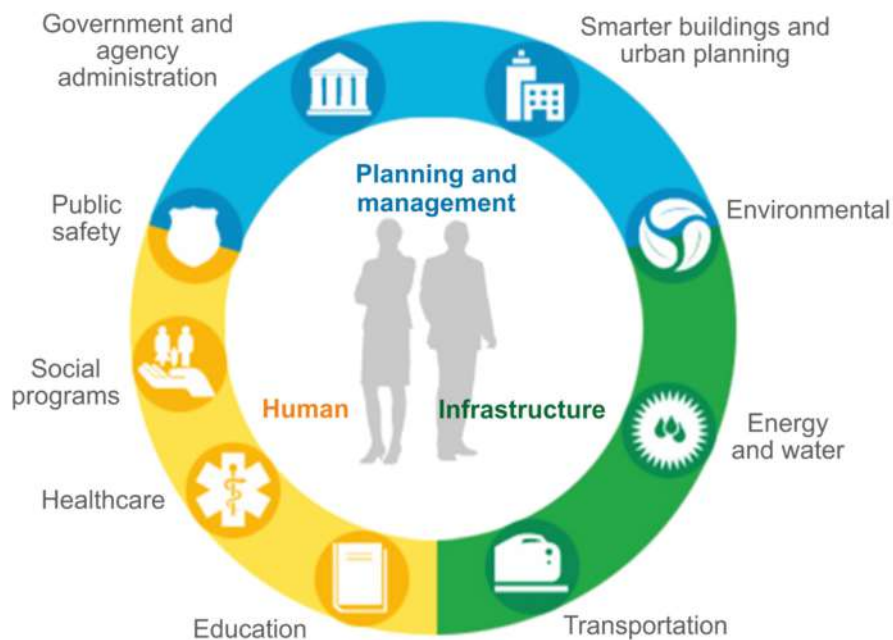 Government and
agency
administration
Smarter buildings and
urban planning
Planning and
management
Public
safety
Environmental
Social
programs
Human
Infrastructure
Energy
and water
Healthcare
Education
Transportation